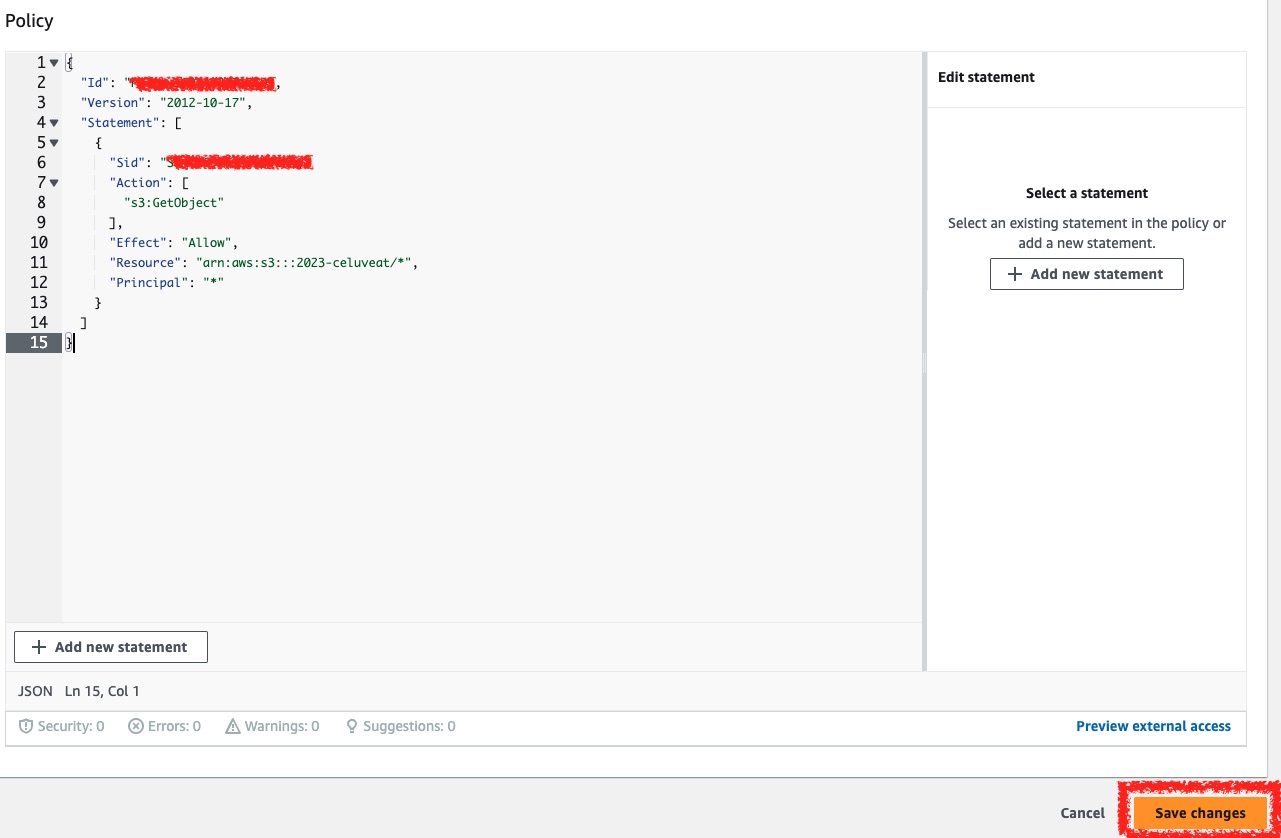 Policy
1 {
2 "Id": ",
3 "Version": "2012-10-17",
4 "Statement": [
5 {
6 "Sid": "S
7 "Action": [
8 "s3:GetObject"
9 ],
10 "Effect": "Allow",
11 "Resource": "arn:aws:s3:::2023-celuveat/*",
12 "Principal": "*"
13 }
14 ]
15 }
Edit statement
Select a statement
Select an existing statement in the policy or
add a new statement.
+ Add new statement
+ Add new statement
JSON Ln 15, Col 1
Security: 0 Errors: 0 Warnings: 0 Suggestions: 0 Preview external access
Cancel Save changes